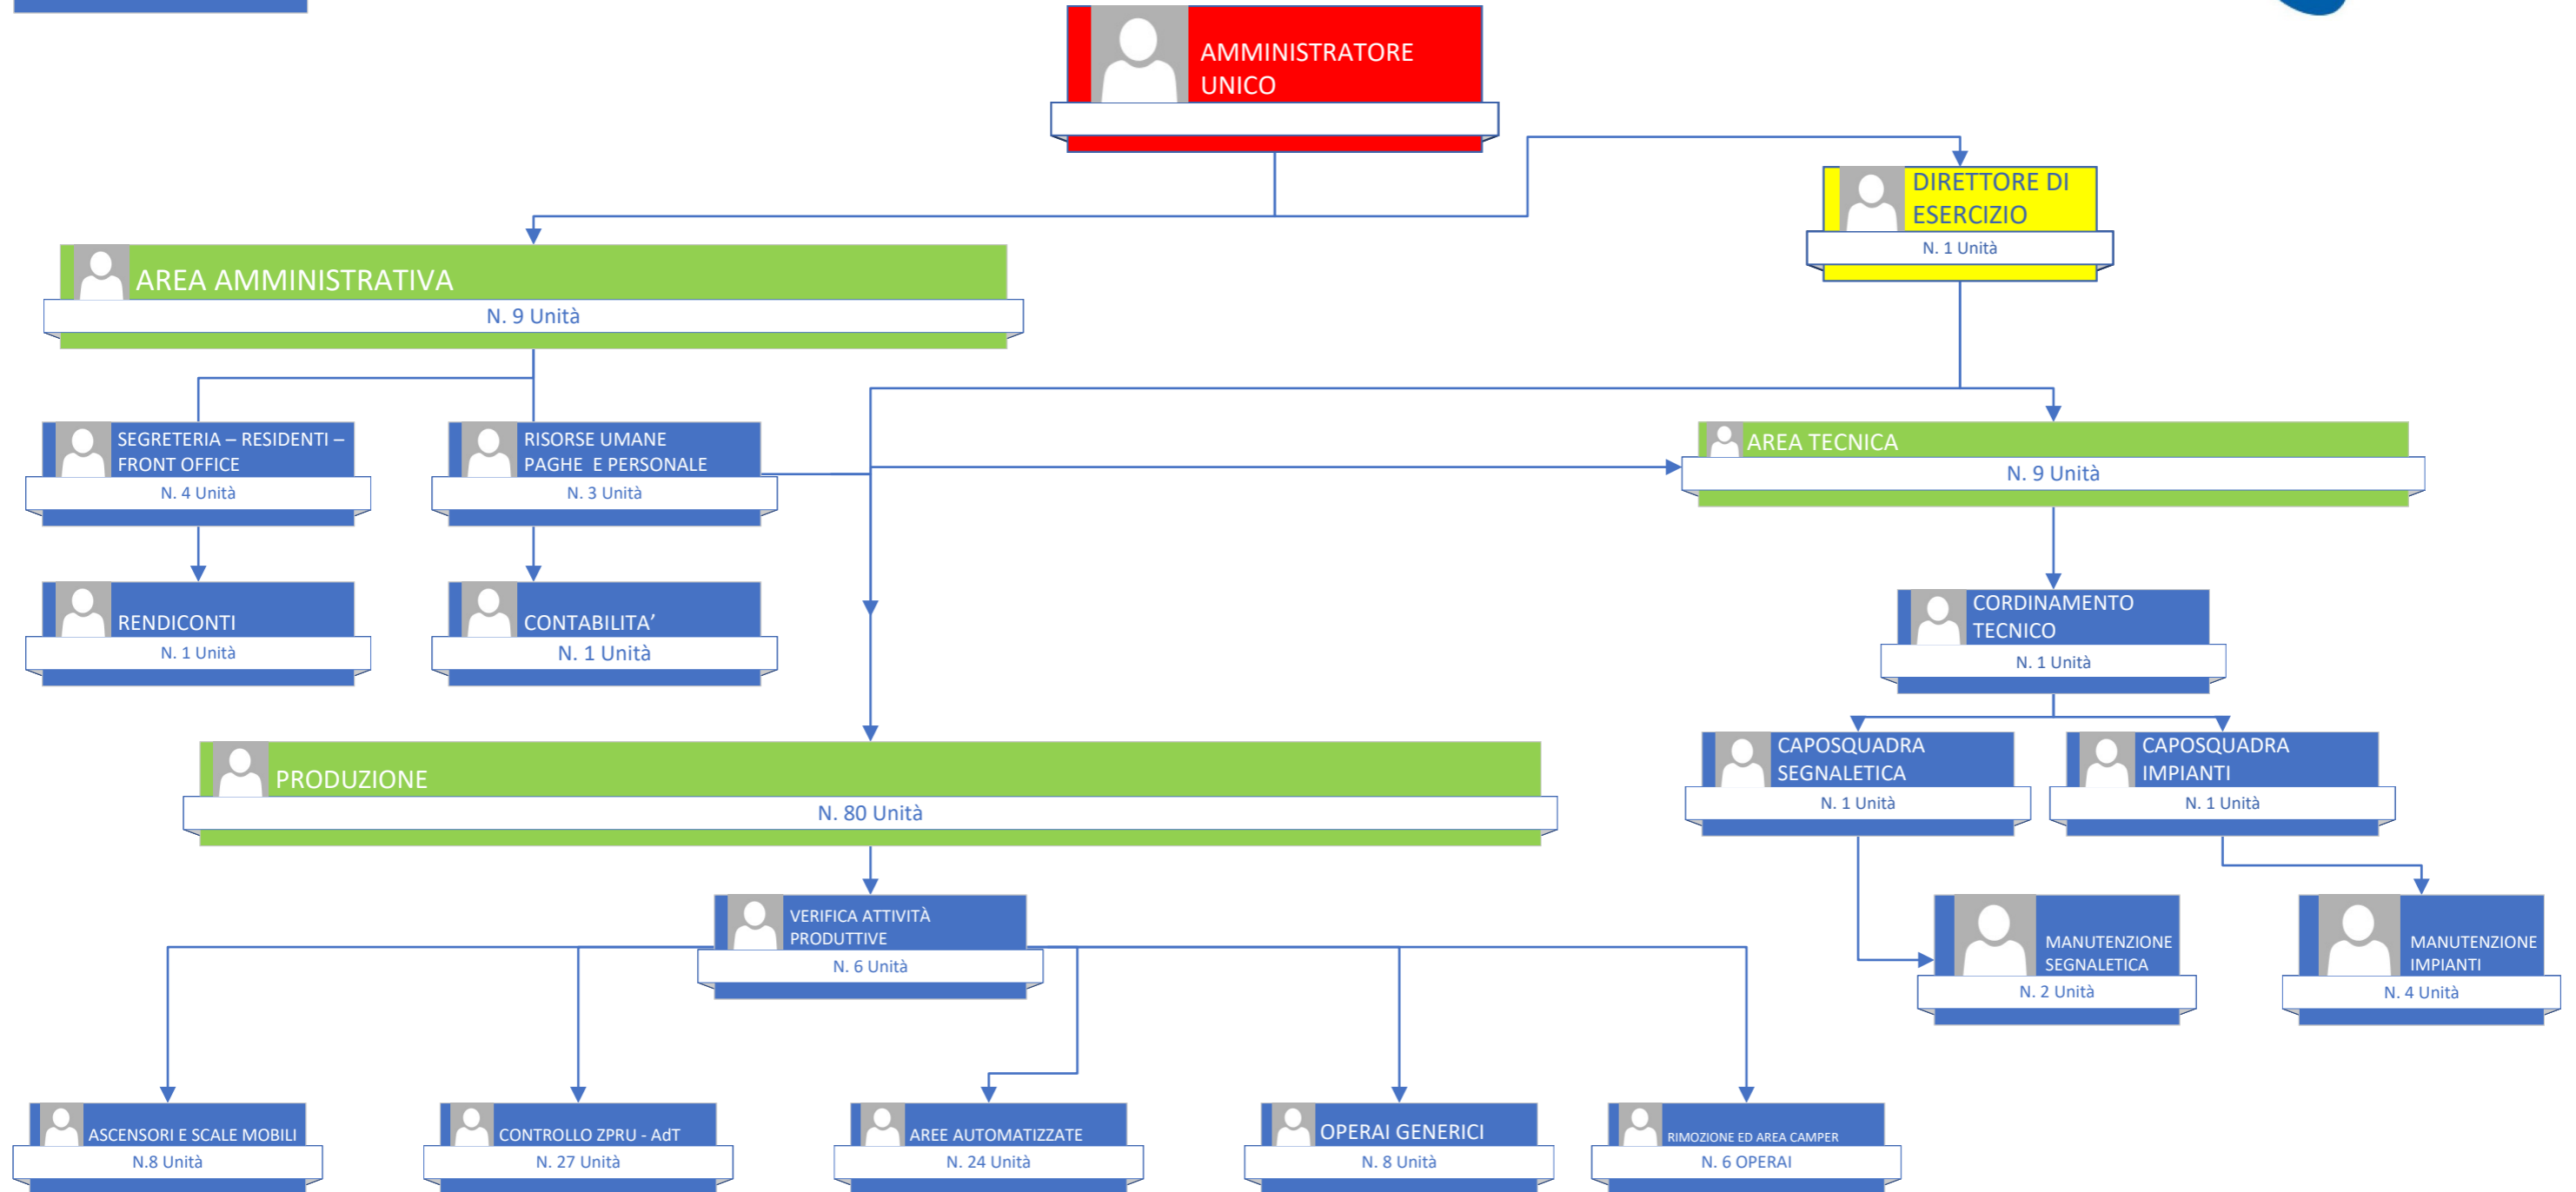 AMMINISTRATORE
UNICO
DIRETTORE DI
ESERCIZIO
N. 1 Unità
AREA AMMINISTRATIVA
N. 9 Unità
SEGRETERIA – RESIDENTI –
FRONT OFFICE
N. 4 Unità
RISORSE UMANE
PAGHE  E PERSONALE
N. 3 Unità
AREA TECNICA
N. 9 Unità
RENDICONTI
N. 1 Unità
CONTABILITA’
N. 1 Unità
CORDINAMENTO
TECNICO
N. 1 Unità
PRODUZIONE
N. 80 Unità
CAPOSQUADRA
SEGNALETICA
N. 1 Unità
CAPOSQUADRA
IMPIANTI
N. 1 Unità
VERIFICA ATTIVITÀ
PRODUTTIVE
N. 6 Unità
MANUTENZIONE
SEGNALETICA
N. 2 Unità
MANUTENZIONE
IMPIANTI
N. 4 Unità
ASCENSORI E SCALE MOBILI
N.8 Unità
CONTROLLO ZPRU - AdT
N. 27 Unità
AREE AUTOMATIZZATE
N. 24 Unità
OPERAI GENERICI
N. 8 Unità
RIMOZIONE ED AREA CAMPER
N. 6 OPERAI